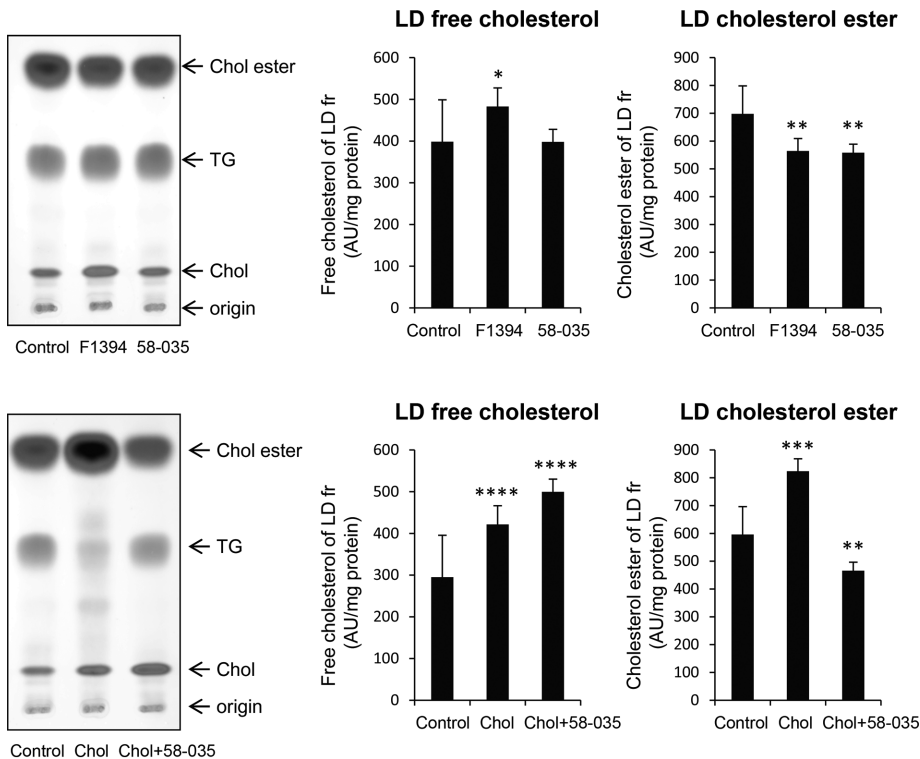 LD free cholesterol
LD cholesterol ester
Chol ester
TG
Chol
origin
Control F1394 58-035
Free cholesterol of LD fr
(AU/mg protein)
600
500
400
300
200
100
0
*
Control F1394 58-035
Cholesterol ester of LD fr
(AU/mg protein)
900
800
700
600
500
400
300
200
100
0
** **
Control F1394 58-035
LD free cholesterol
LD cholesterol ester
Chol ester
TG
Chol
origin
Control Chol Chol+58-035
Free cholesterol of LD fr
(AU/mg protein)
600
500
400
300
200
100
0
**** ****
Control Chol Chol+58-035
Cholesterol ester of LD fr
(AU/mg protein)
900
800
700
600
500
400
300
200
100
0
*** **
Control Chol Chol+58-035